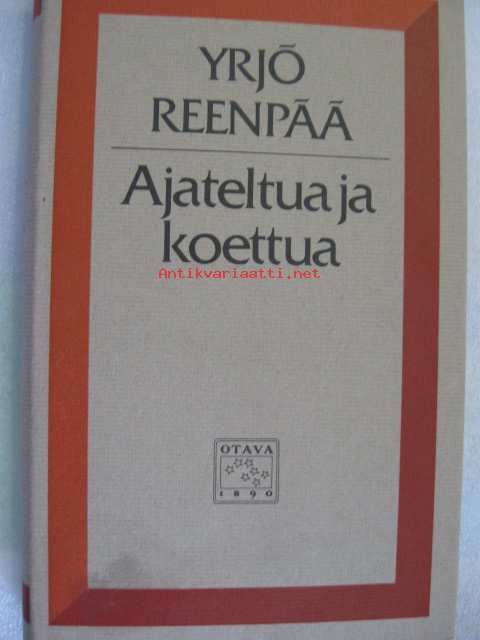 YRJÖ
REENPÄÄ
Ajateltua ja
koettua
Antikvariaatti.net
OTAVA
1890